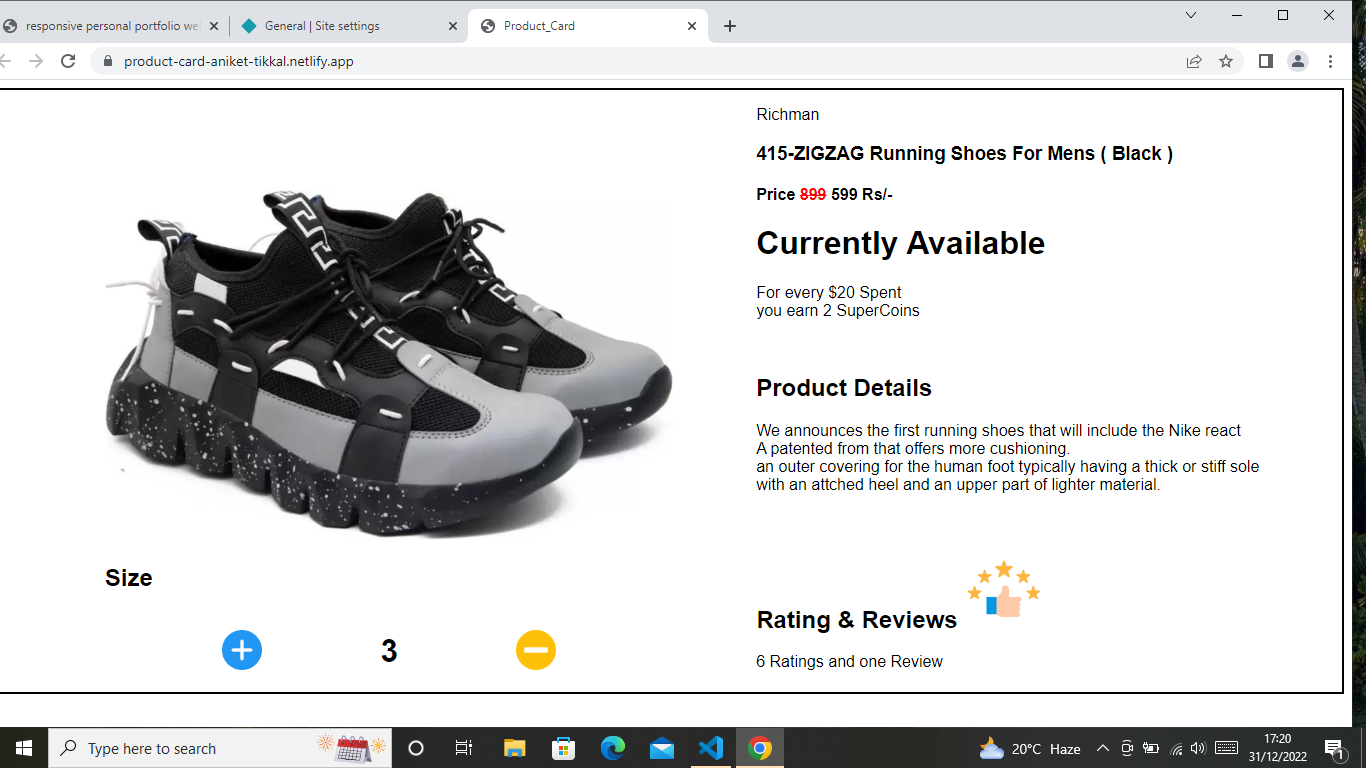 responsive personal portfolio we
General | Site settings
Product_Card
product-card-aniket-tikkal.netlify.app
Richman
415-ZIGZAG Running Shoes For Mens ( Black )
Price 899 599 Rs/-
Currently Available
For every $20 Spent
you earn 2 SuperCoins
Product Details
We announces the first running shoes that will include the Nike react
A patented from that offers more cushioning.
an outer covering for the human foot typically having a thick or stiff sole
with an attched heel and an upper part of lighter material.
Size
3
Rating & Reviews
6 Ratings and one Review
Type here to search
20°C Haze
17:20
31/12/2022
1